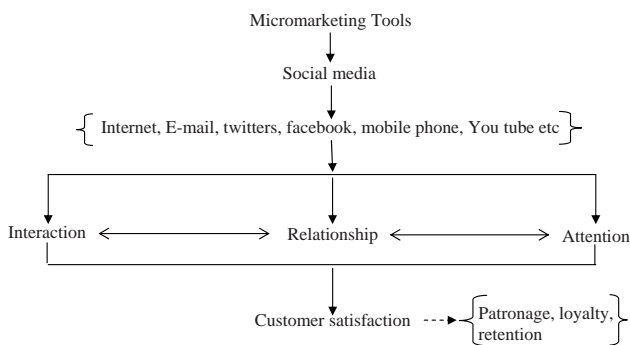 Micromarketing Tools
Social media
Internet, E-mail, twitters, facebook, mobile phone, You tube etc
Interaction
Relationship
Attention
Customer satisfaction
Patronage, loyalty,
retention